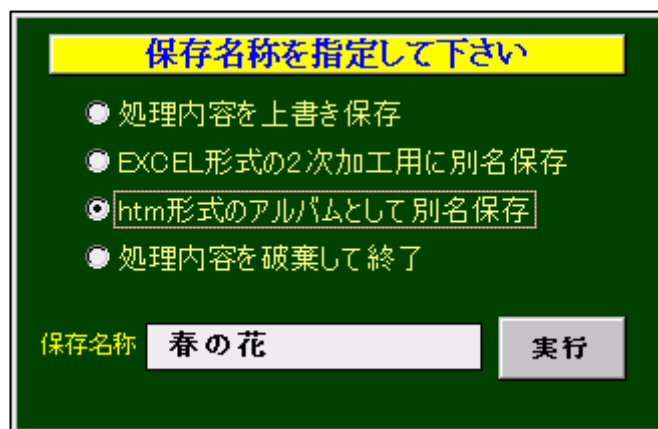 保存名称を指定して下さい
処理内容を上書き保存
EXCEL形式の2次加工用に別名保存
htm形式のアルバムとして別名保存
処理内容を破棄して終了
保存名称 春の花 実行